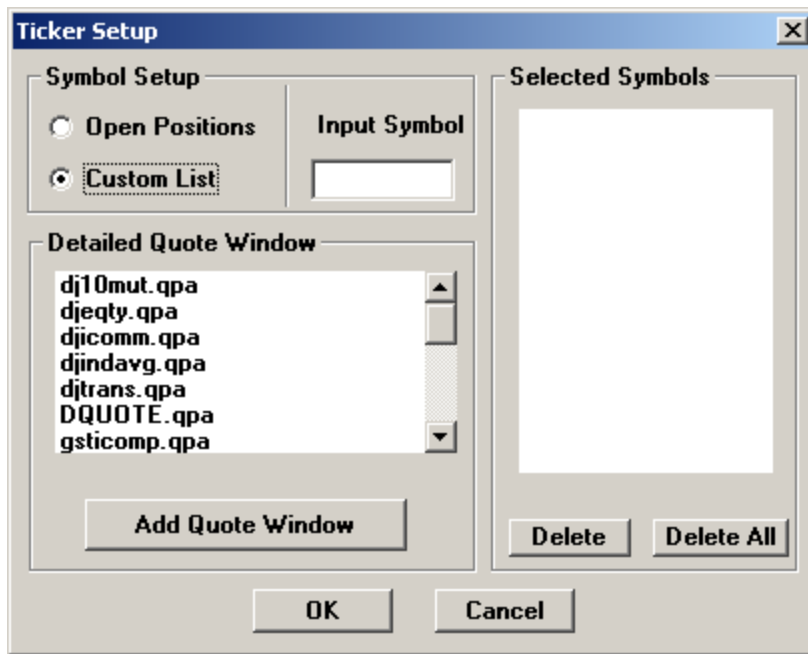 Ticker Setup
Symbol Setup
Open Positions
Custom List
Input Symbol
Detailed Quote Window
dj10mut.qpa
djeqty.qpa
djicomm.qpa
djindavg.qpa
djtrans.qpa
DQUOTE.qpa
gsticomp.qpa
Add Quote Window
Selected Symbols
Delete
Delete All
OK
Cancel